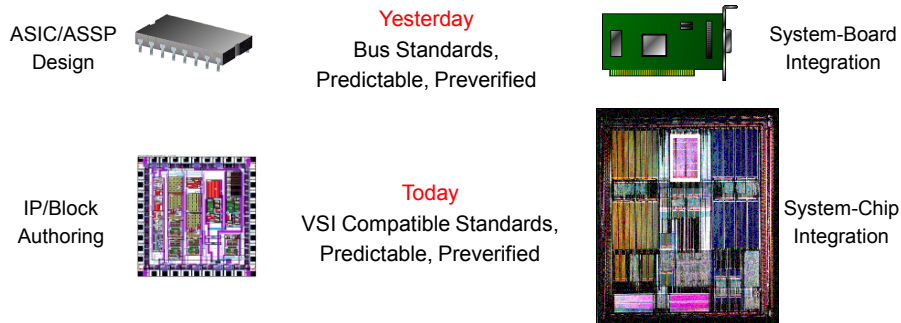 ASIC/ASSP
Design
Yesterday
Bus Standards,
Predictable, Preverified
System-Board
Integration
IP/Block
Authoring
Today
VSI Compatible Standards,
Predictable, Preverified
System-Chip
Integration